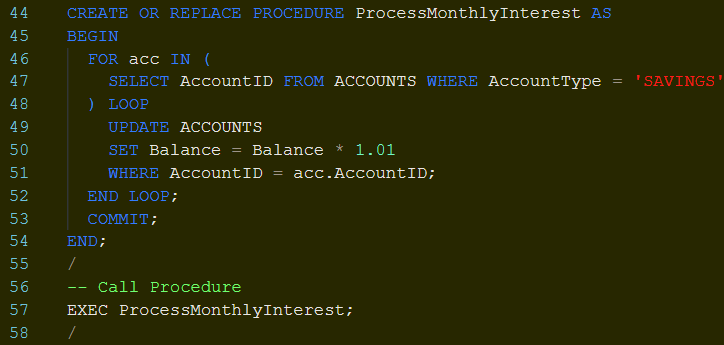 44 CREATE OR REPLACE PROCEDURE ProcessMonthlyInterest AS
45 BEGIN
46 FOR acc IN (
47 SELECT AccountID FROM ACCOUNTS WHERE AccountType = 'SAVINGS'
48 ) LOOP
49 UPDATE ACCOUNTS
50 SET Balance = Balance * 1.01
51 WHERE AccountID = acc.AccountID;
52 END LOOP;
53 COMMIT;
54 END;
55 /
56 -- Call Procedure
57 EXEC ProcessMonthlyInterest;
58 /